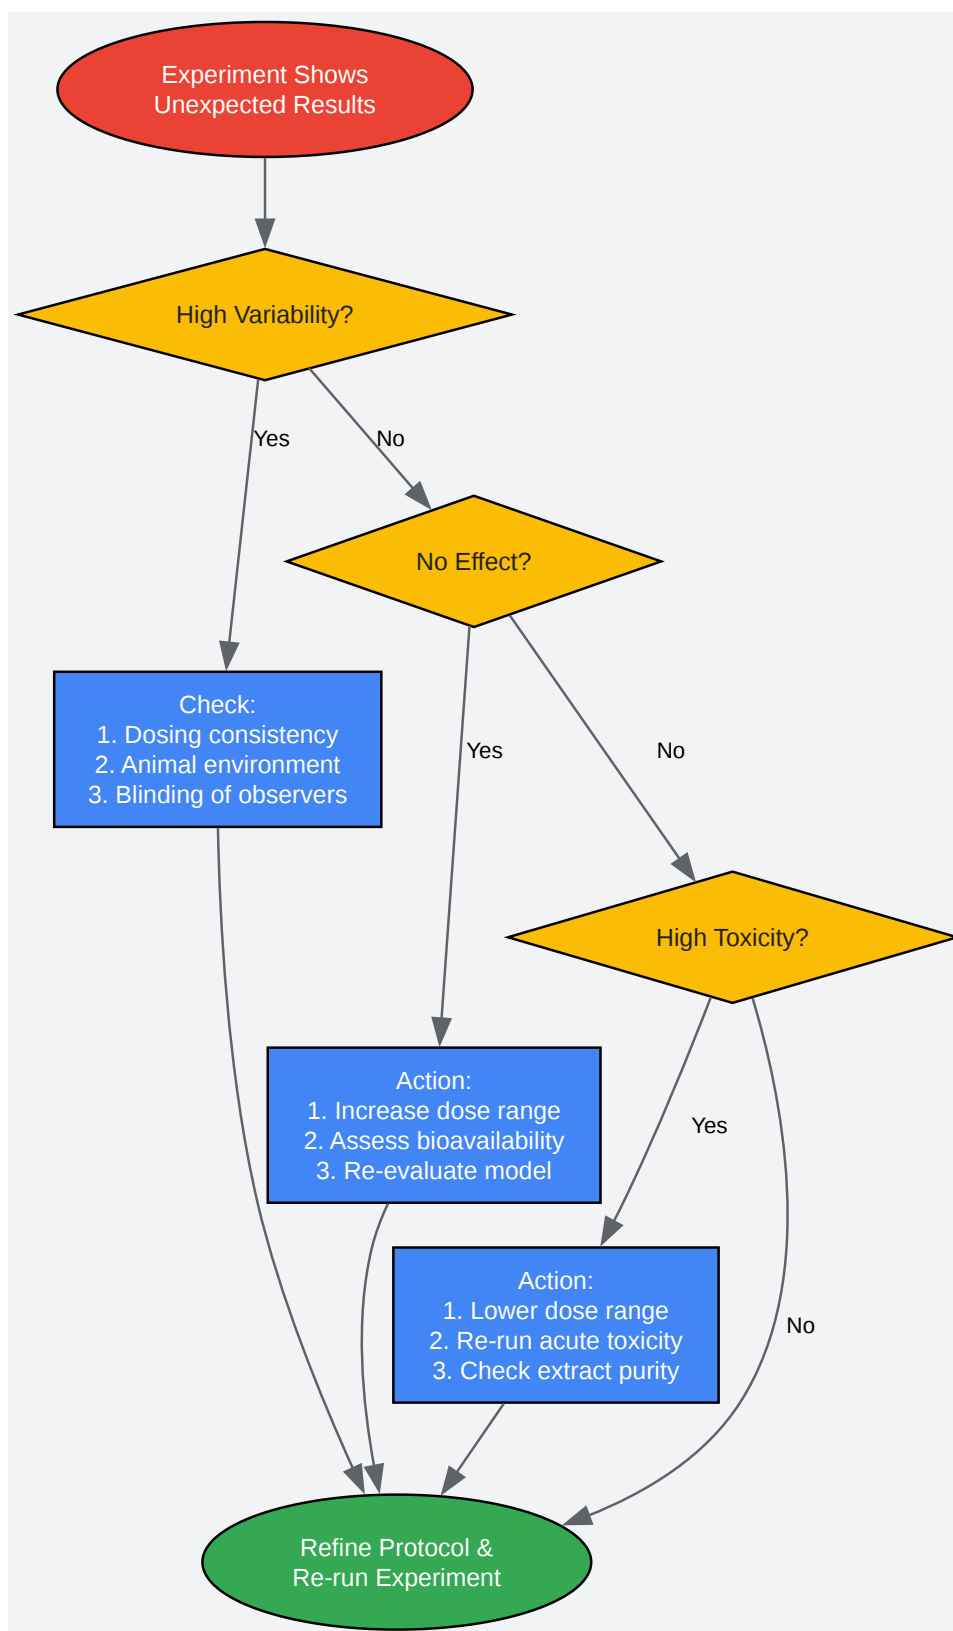 Experiment Shows
Unexpected Results
High Variability?
Yes
No
No Effect?
Check:
1. Dosing consistency
2. Animal environment
3. Blinding of observers
Yes
No
High Toxicity?
Action:
1. Increase dose range
2. Assess bioavailability
3. Re-evaluate model
Yes
Action:
1. Lower dose range
2. Re-run acute toxicity
3. Check extract purity
No
Refine Protocol &
Re-run Experiment